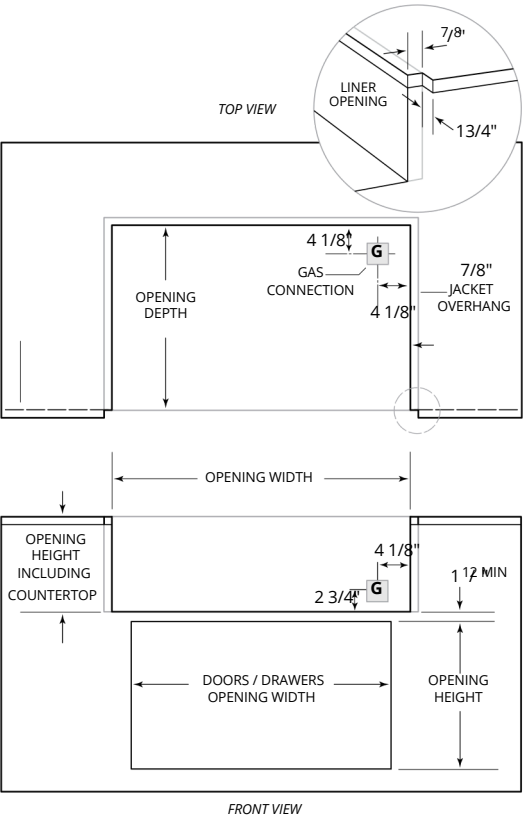 7/8"
LINER
OPENING
TOP VIEW
13/4"
4 1/8"
G
GAS
CONNECTION
7/8"
JACKET
OVERHANG
OPENING
DEPTH
4 1/8"
OPENING WIDTH
OPENING
HEIGHT
INCLUDING
COUNTERTOP
4 1/8"
G
2 3/4"
DOORS / DRAWERS
OPENING WIDTH
OPENING
HEIGHT
FRONT VIEW